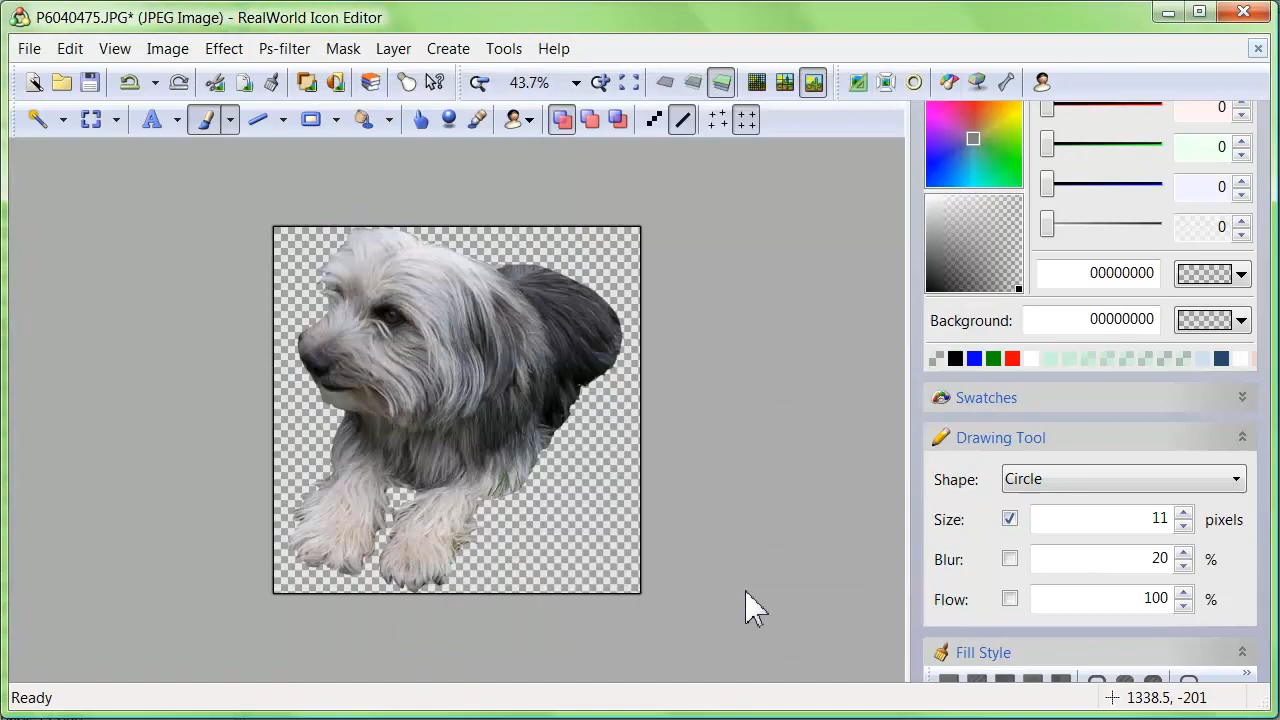 P6040475.JPG* (JPEG Image) - RealWorld Icon Editor
File Edit View Image Effect Ps-filter Mask Layer Create Tools Help
43.7%
0
0
0
0
00000000
Background: 00000000
Swatches
Drawing Tool
Shape: Circle
Size: 11 pixels
Blur: 20 %
Flow: 100 %
Fill Style
Ready
1338.5, -201